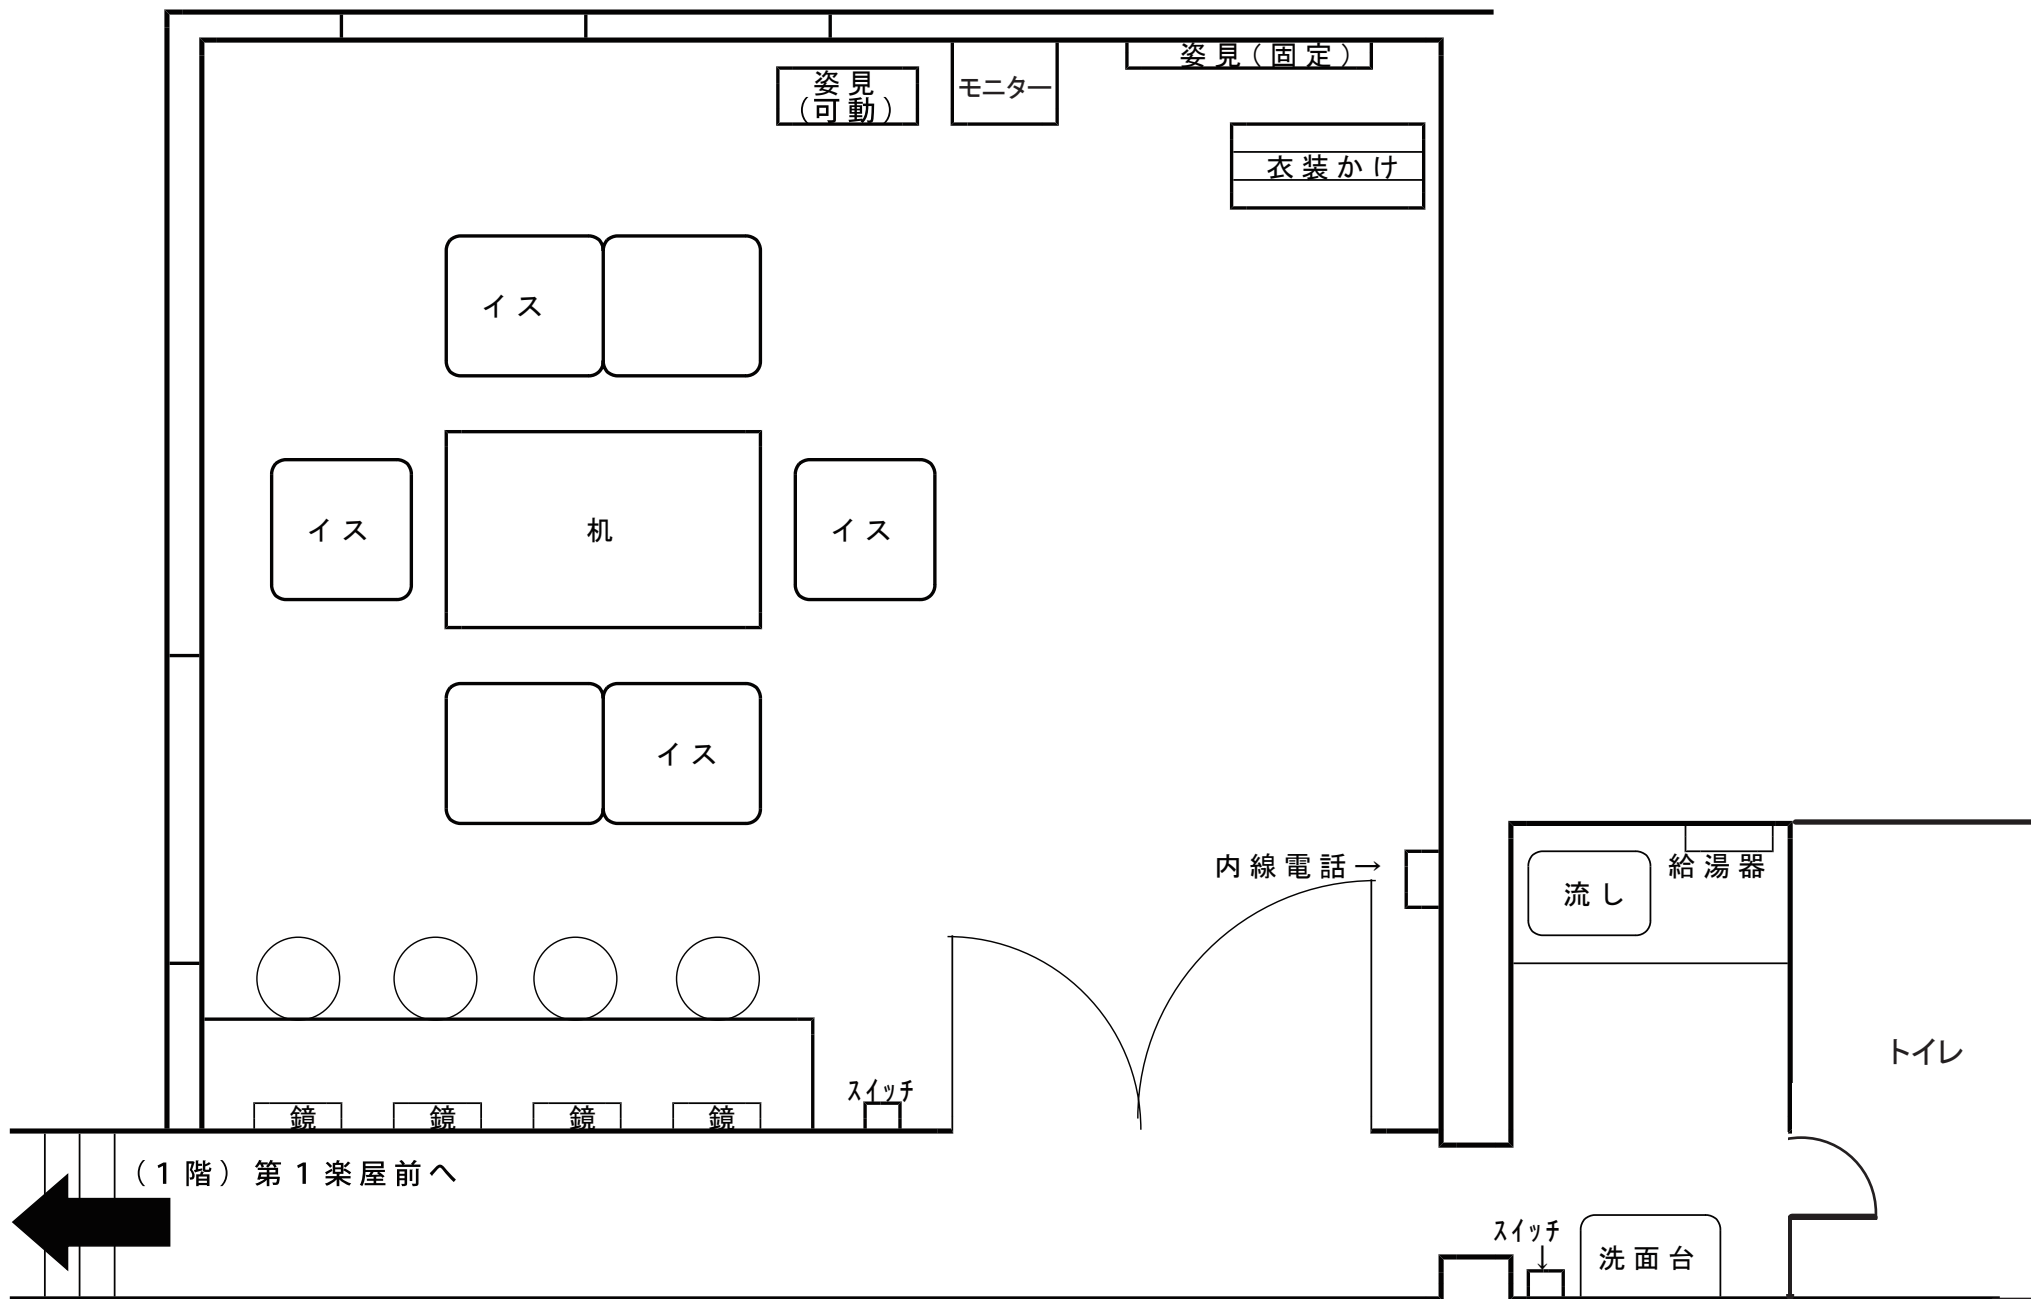 姿見(固定)
姿見
(可動)
モニター
衣装かけ
イス
イス
机
イス
イス
内線電話→
給湯器
流し
トイレ
スイッチ
鏡
鏡
鏡
鏡
(1階)第1楽屋前へ
スイッチ
↓
洗面台